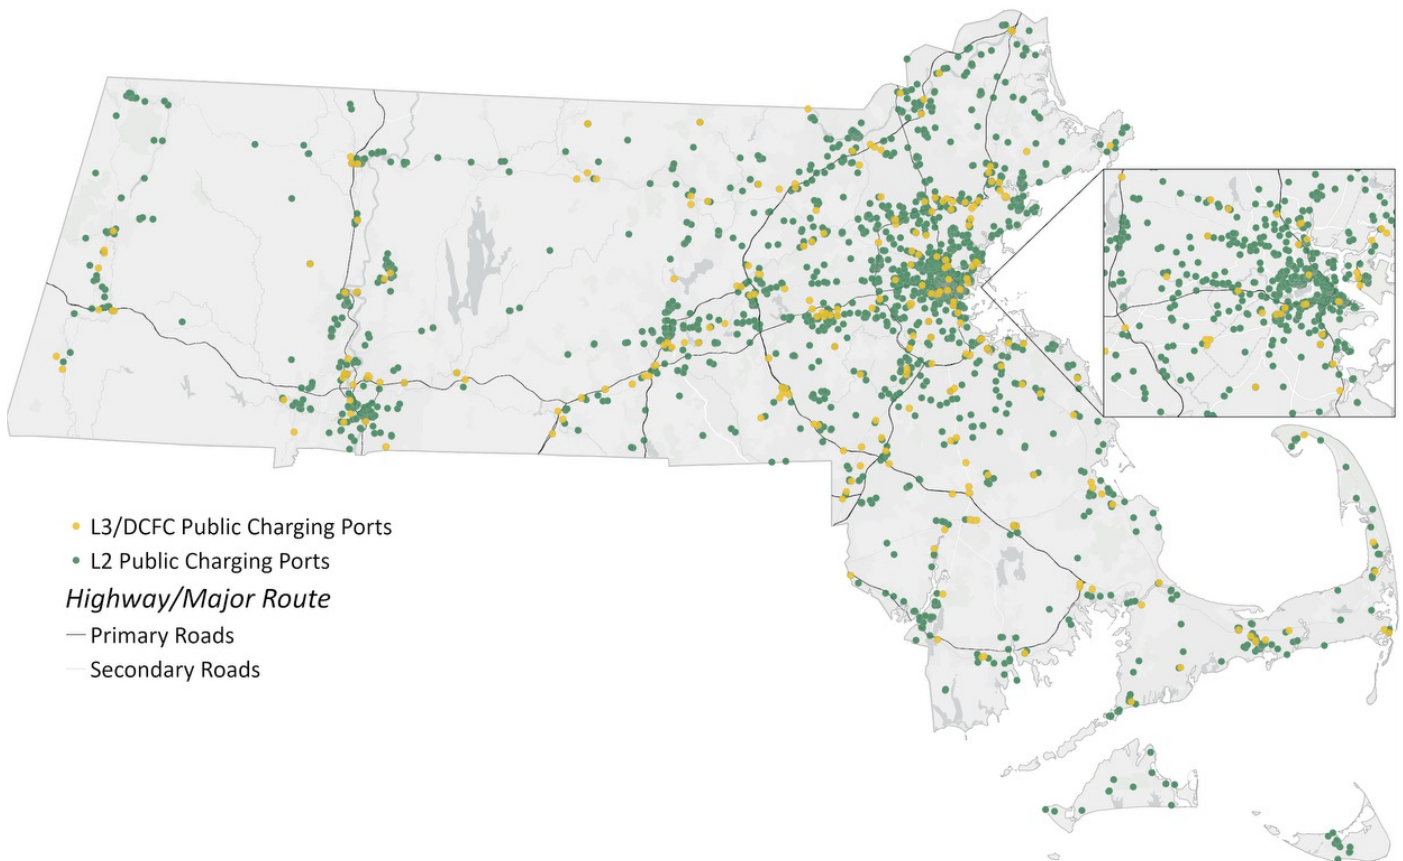 L3/DCFC Public Charging Ports
L2 Public Charging Ports
Highway/Major Route
Primary Roads
Secondary Roads